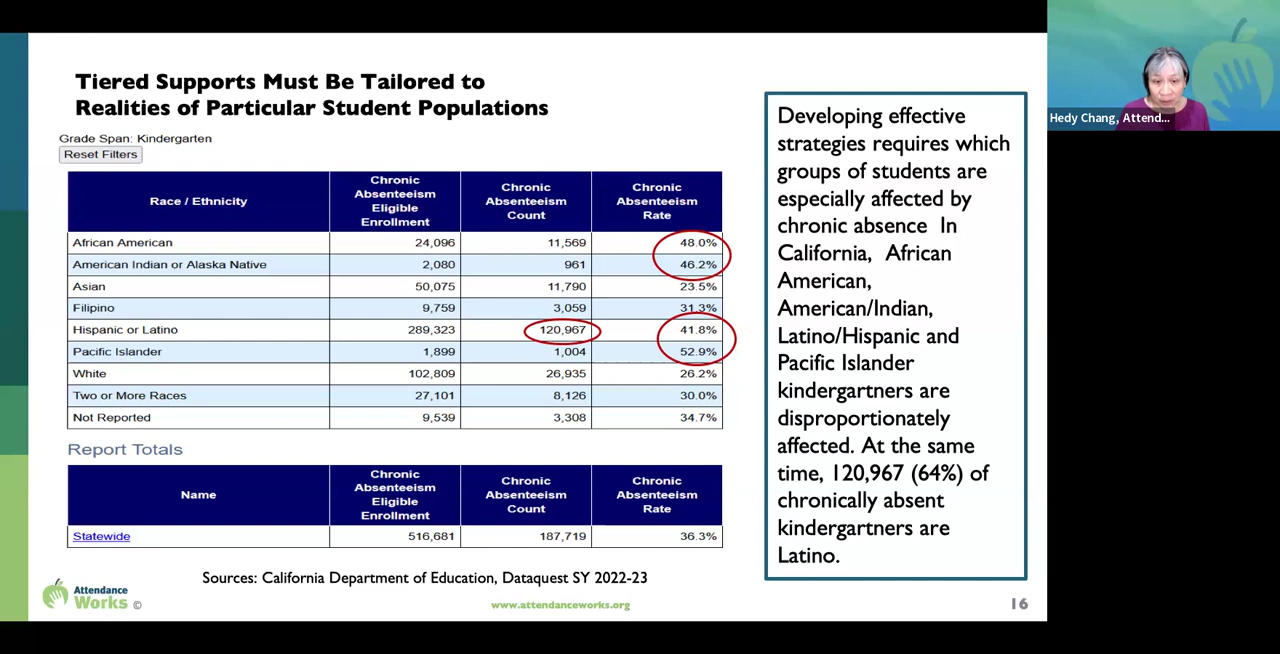 Tiered Supports Must Be Tailored to
Realities of Particular Student Populations
Grade Span: Kindergarten
Reset Filters
Race / Ethnicity Chronic Absenteeism Eligible Enrollment Chronic Absenteeism Count Chronic Absenteeism Rate
African American 24,096 11,569 48.0%
American Indian or Alaska Native 2,080 961 46.2%
Asian 50,075 11,790 23.5%
Filipino 9,759 3,059 31.3%
Hispanic or Latino 289,323 120,967 41.8%
Pacific Islander 1,899 1,004 52.9%
White 102,809 26,935 26.2%
Two or More Races 27,101 8,126 30.0%
Not Reported 9,539 3,308 34.7%
Report Totals
Name Chronic Absenteeism Eligible Enrollment Chronic Absenteeism Count Chronic Absenteeism Rate
Statewide 516,681 187,719 36.3%
Sources: California Department of Education, Dataquest SY 2022-23
Developing effective
strategies requires which
groups of students are
especially affected by
chronic absence In
California, African
American,
American/Indian,
Latino/Hispanic and
Pacific Islander
kindergartners are
disproportionately
affected. At the same
time, 120,967 (64%) of
chronically absent
kindergartners are
Latino.
Attendance
Works ©
www.attendanceworks.org
16
Hedy Chang, Attend...